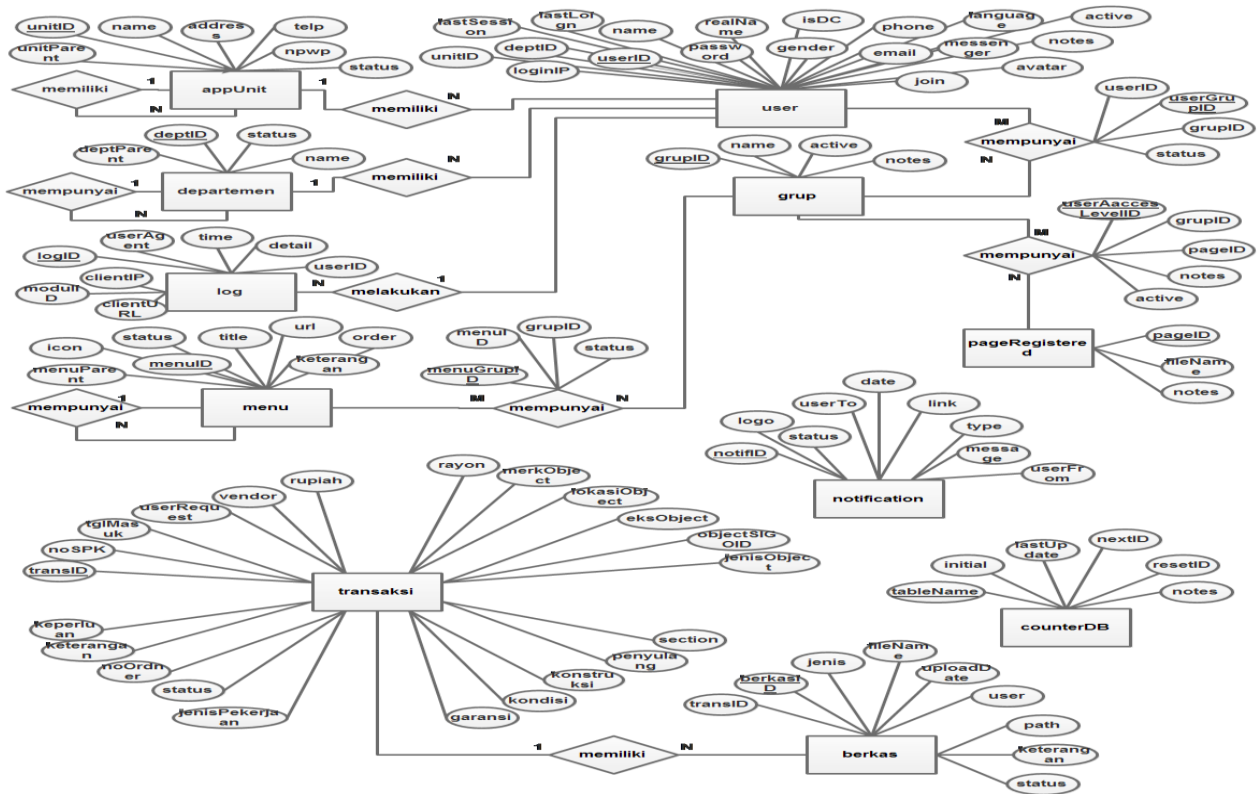 unitID
name
address
telp
npwp
status
unitParent
appUnit
memiliki
1
N
1
memiliki
N
lastSession
lastLoign
name
realName
isDC
phone
language
active
unitID
deptID
userID
password
gender
email
messenger
notes
loginIP
join
avatar
user
deptID
status
deptParent
name
mempunyai
1
departemen
1
N
memiliki
N
grupID
name
active
notes
grup
M
mempunyai
N
userID
userGrupID
grupID
status
userAgent
time
detail
logID
userID
clientIP
modulID
clientURL
log
N
melakukan
1
M
mempunyai
N
userAaccesLevelID
grupID
pageID
notes
active
pageRegistered
pageID
fileName
notes
icon
status
title
url
order
menuParent
menuID
keterangan
mempunyai
1
N
menu
M
mempunyai
N
menuID
grupID
status
menuGrupID
date
userTo
link
logo
status
type
notifID
message
userFrom
notification
rayon
merkObject
rupiah
vendor
lokasiObject
userRequest
eksObject
tglMasuk
objectSIGOID
noSPK
jenisObject
transID
transaksi
keperluan
keterangan
noOrdner
status
jenisPekerjaan
garansi
kondisi
konstruksi
penyulang
section
1
memiliki
N
initial
lastUpdate
nextID
resetID
tableName
notes
counterDB
fileName
jenis
uploadDate
berkasID
user
transID
path
berkas
keterangan
status